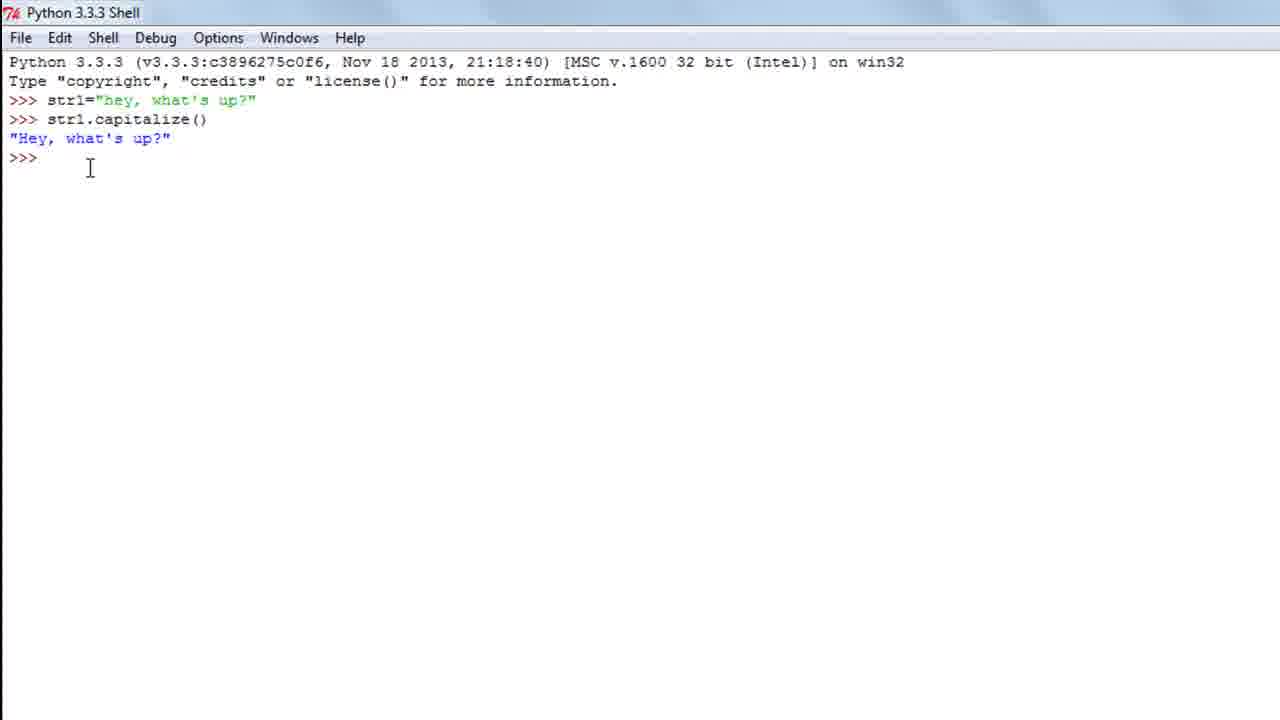 Python 3.3.3 Shell
File Edit Shell Debug Options Windows Help
Python 3.3.3 (v3.3.3:c3896275c0f6, Nov 18 2013, 21:18:40) [MSC v.1600 32 bit (Intel)] on win32
Type "copyright", "credits" or "license()" for more information.
>>> str1="hey, what's up?"
>>> str1.capitalize()
"Hey, what's up?"
>>>